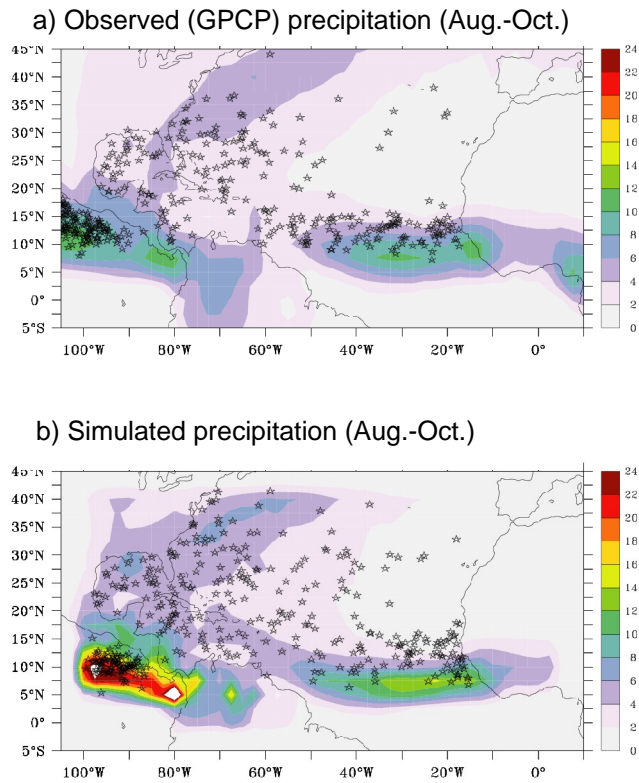 a) Observed (GPCP) precipitation (Aug.-Oct.)
45°N
40°N
35°N
30°N
25°N
20°N
15°N
10°N
5°N
0°
5°S
100°W 80°W 60°W 40°W 20°W 0°
24
22
20
18
16
14
12
10
8
6
4
2
0
b) Simulated precipitation (Aug.-Oct.)
45°N
40°N
35°N
30°N
25°N
20°N
15°N
10°N
5°N
0°
5°S
100°W 80°W 60°W 40°W 20°W 0°
24
22
20
18
16
14
12
10
8
6
4
2
0